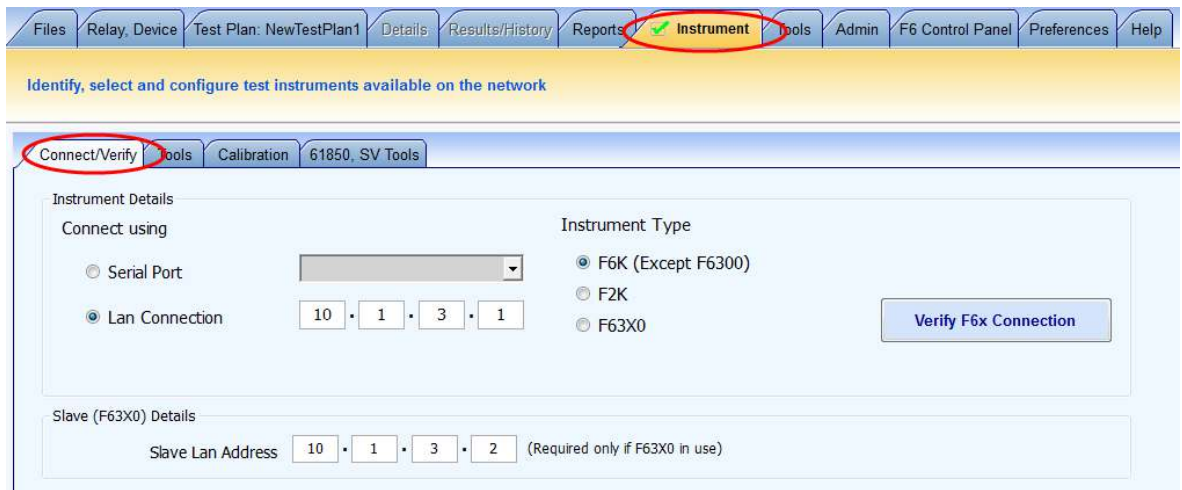 Files Relay, Device Test Plan: NewTestPlan1 Details Results/History Reports Instrument Tools Admin F6 Control Panel Preferences Help
Identify, select and configure test instruments available on the network
Connect/Verify Tools Calibration 61850, SV Tools
Instrument Details
Connect using
Instrument Type
Serial Port
F6K (Except F6300)
F2K
Lan Connection 10 . 1 . 3 . 1
F63X0
Verify F6x Connection
Slave (F63X0) Details
Slave Lan Address 10 . 1 . 3 . 2 (Required only if F63X0 in use)